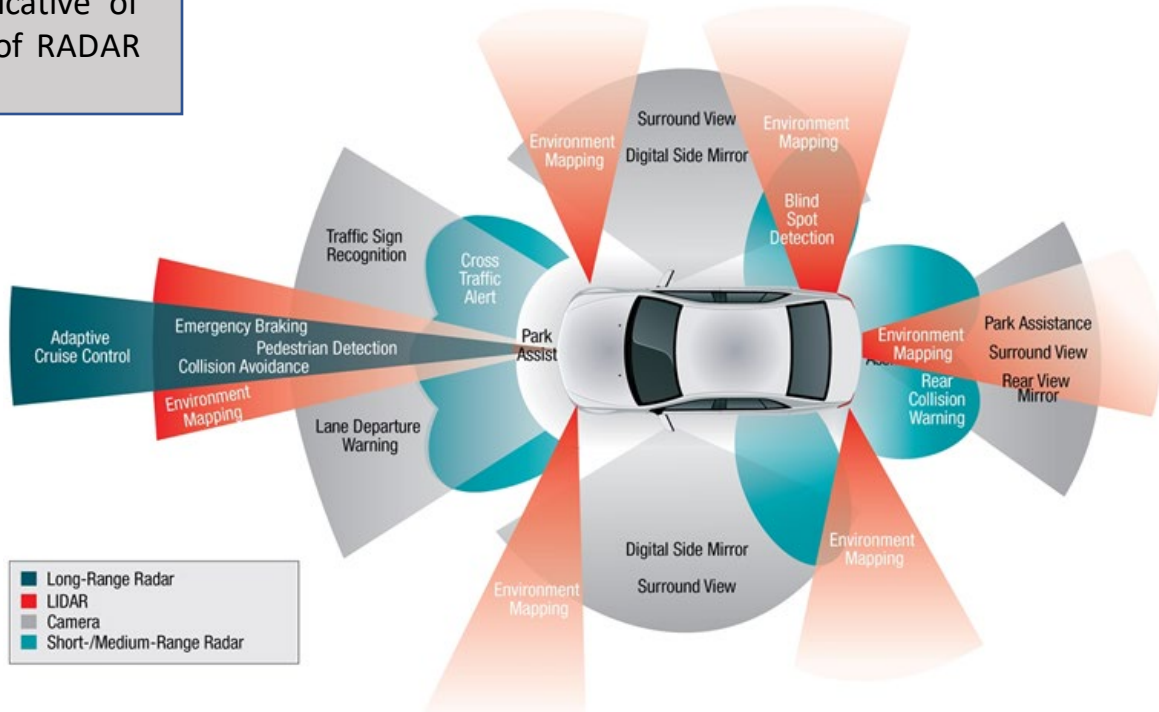 of
of RADAR
Surround View
Digital Side Mirror
Environment
Mapping
Environment
Mapping
Blind
Spot
Detection
Traffic Sign
Recognition
Cross
Traffic
Alert
Adaptive
Cruise Control
Emergency Braking
Pedestrian Detection
Collision Avoidance
Environment
Mapping
Lane Departure
Warning
Park
Assist
Environment
Mapping
Rear
Collision
Warning
Park Assistance
Surround View
Rear View
Mirror
Digital Side Mirror
Surround View
Environment
Mapping
Environment
Mapping
Long-Range Radar
LIDAR
Camera
Short-/Medium-Range Radar